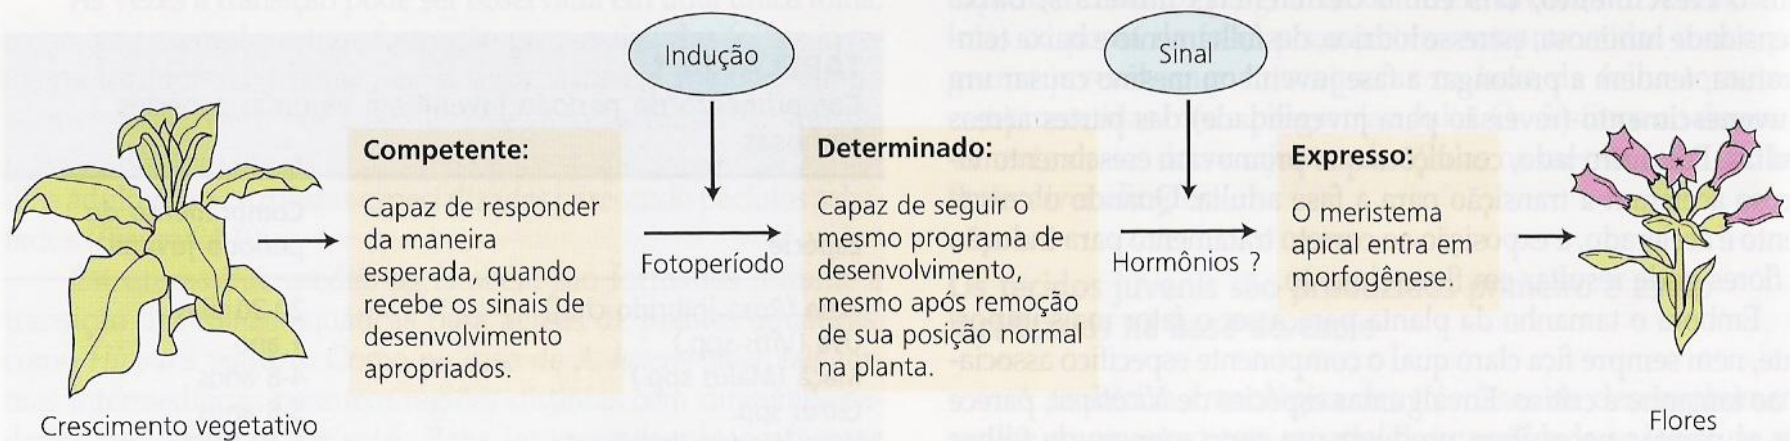 Indução
Sinal
Competente:
Capaz de responder
da maneira
esperada, quando
recebe os sinais de
desenvolvimento
apropriados.
Fotoperíodo
Determinado:
Capaz de seguir o
mesmo programa de
desenvolvimento,
mesmo após remoção
de sua posição normal
na planta.
Hormônios ?
Expresso:
O meristema
apical entra em
morfogênese.
Crescimento vegetativo
Flores